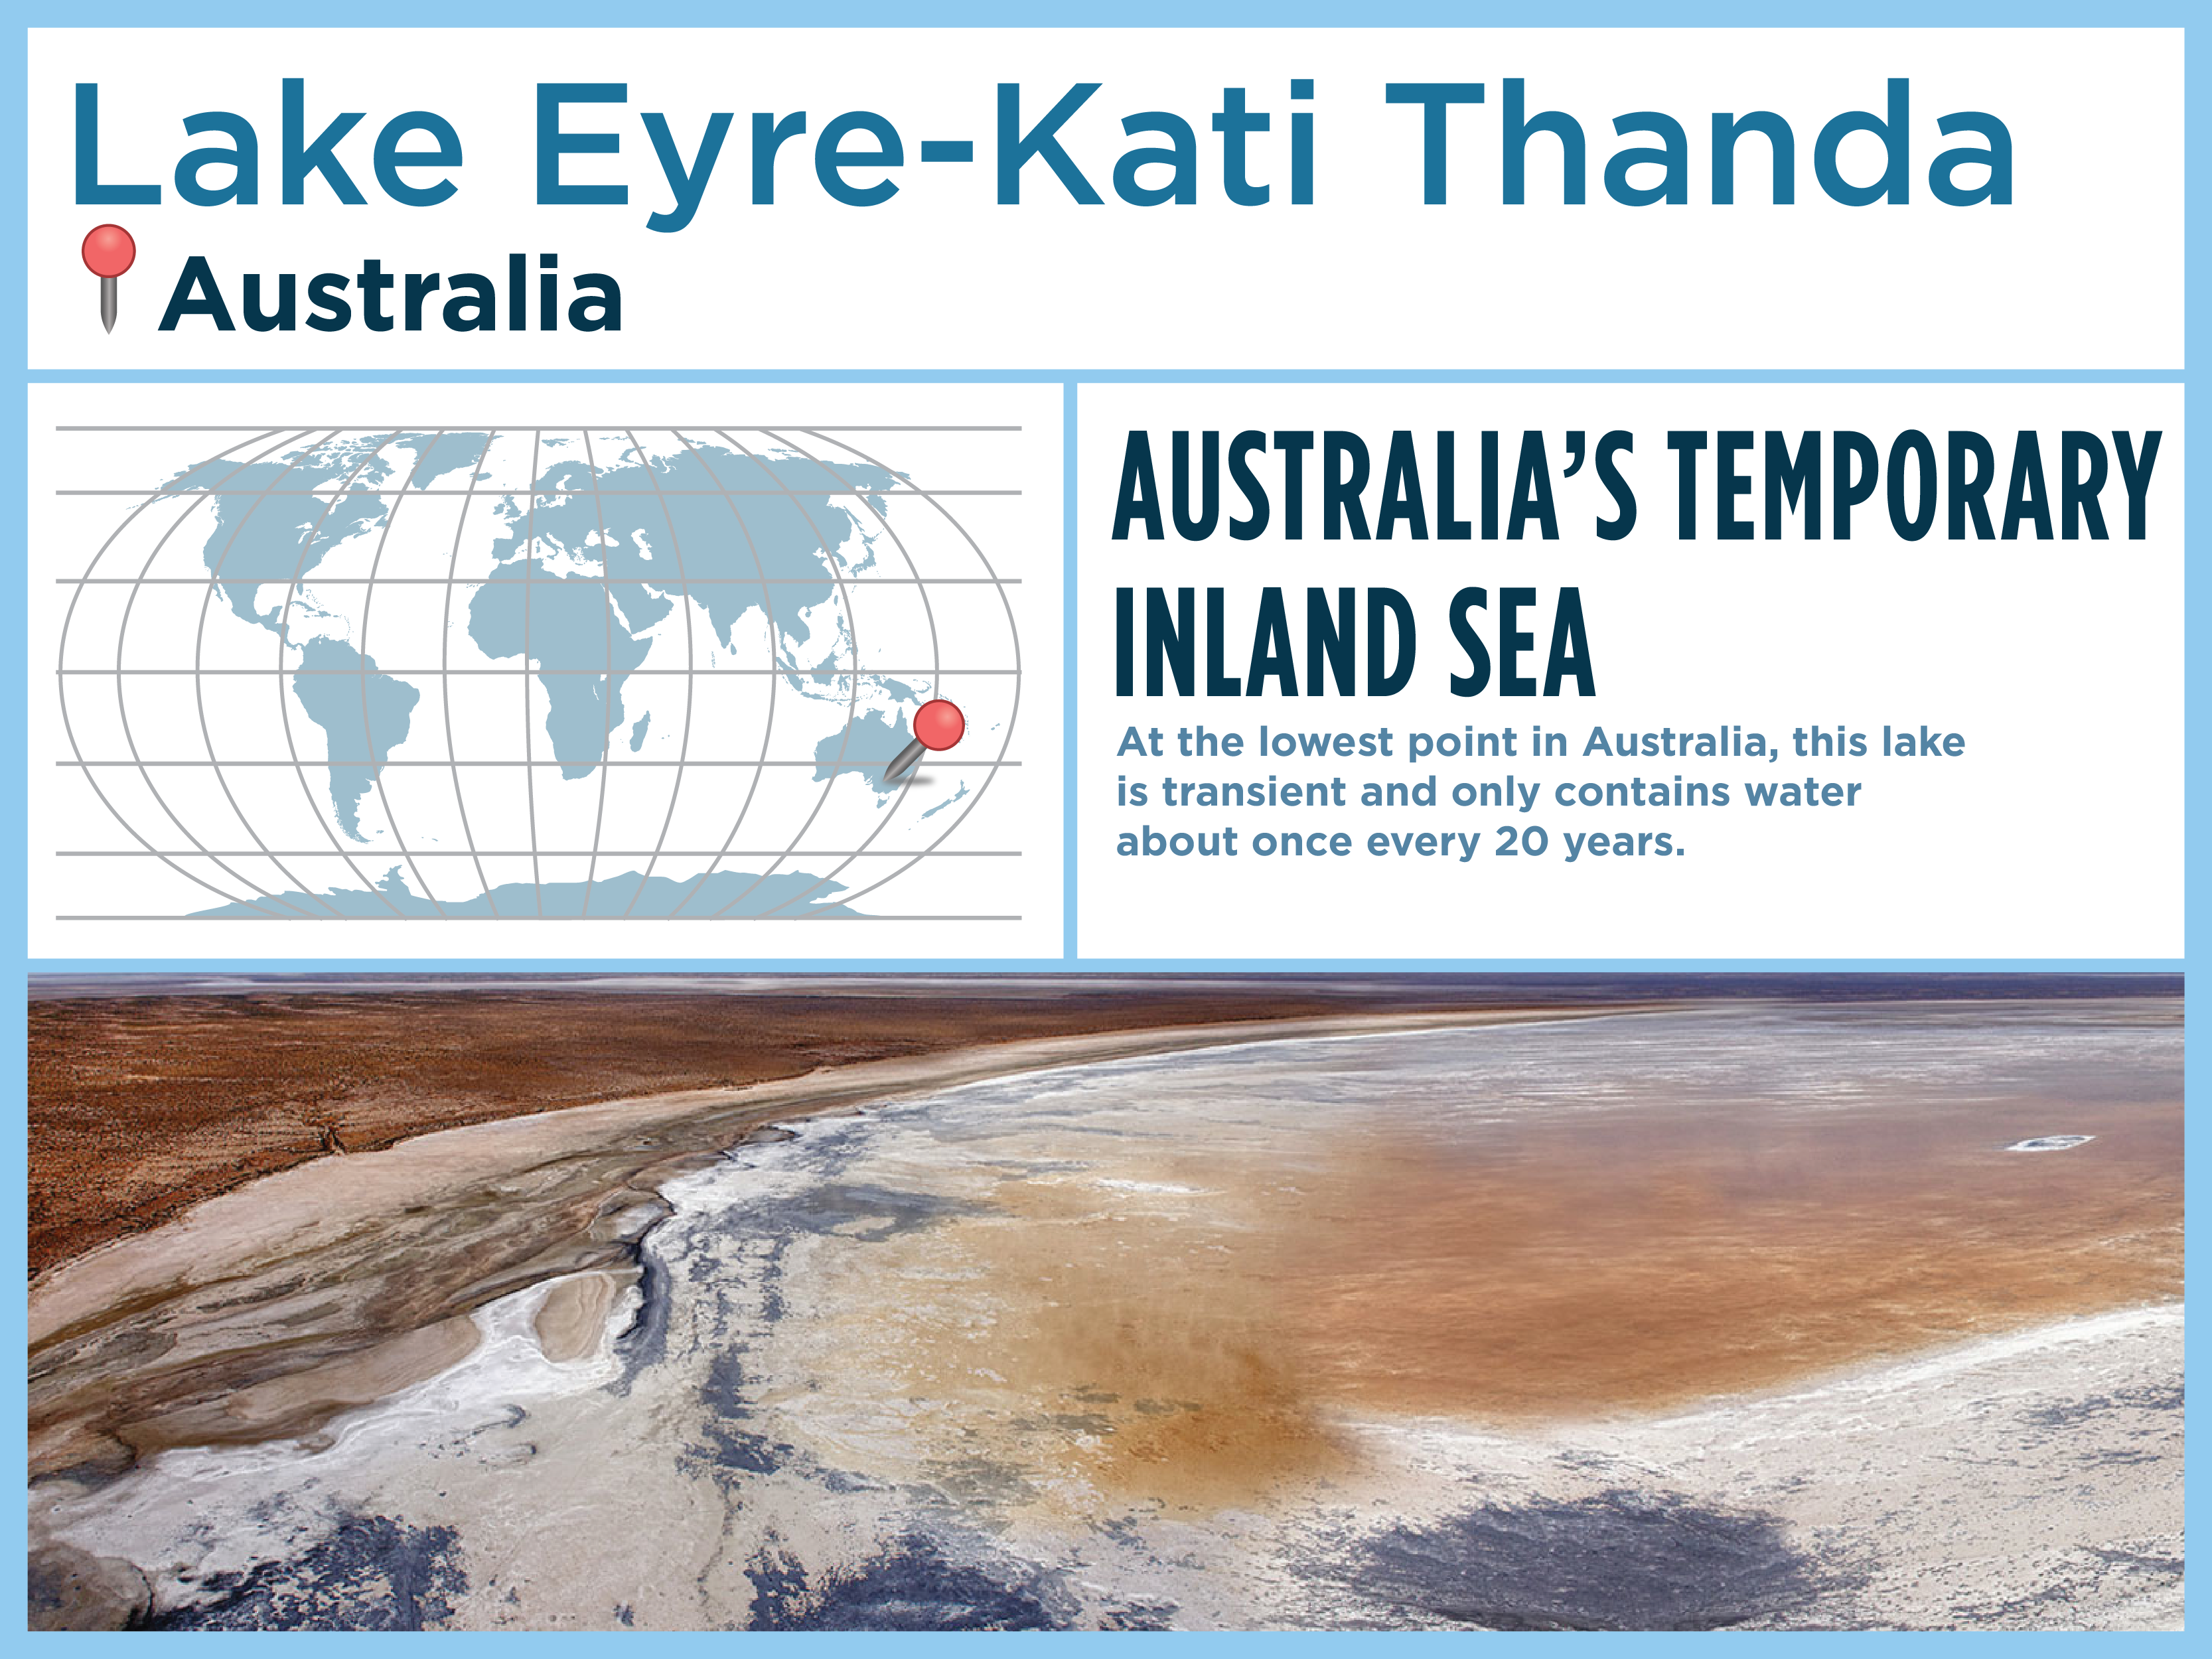 Lake Eyre-Kati Thanda
Australia
AUSTRALIA’S TEMPORARY
INLAND SEA
At the lowest point in Australia, this lake
is transient and only contains water
about once every 20 years.